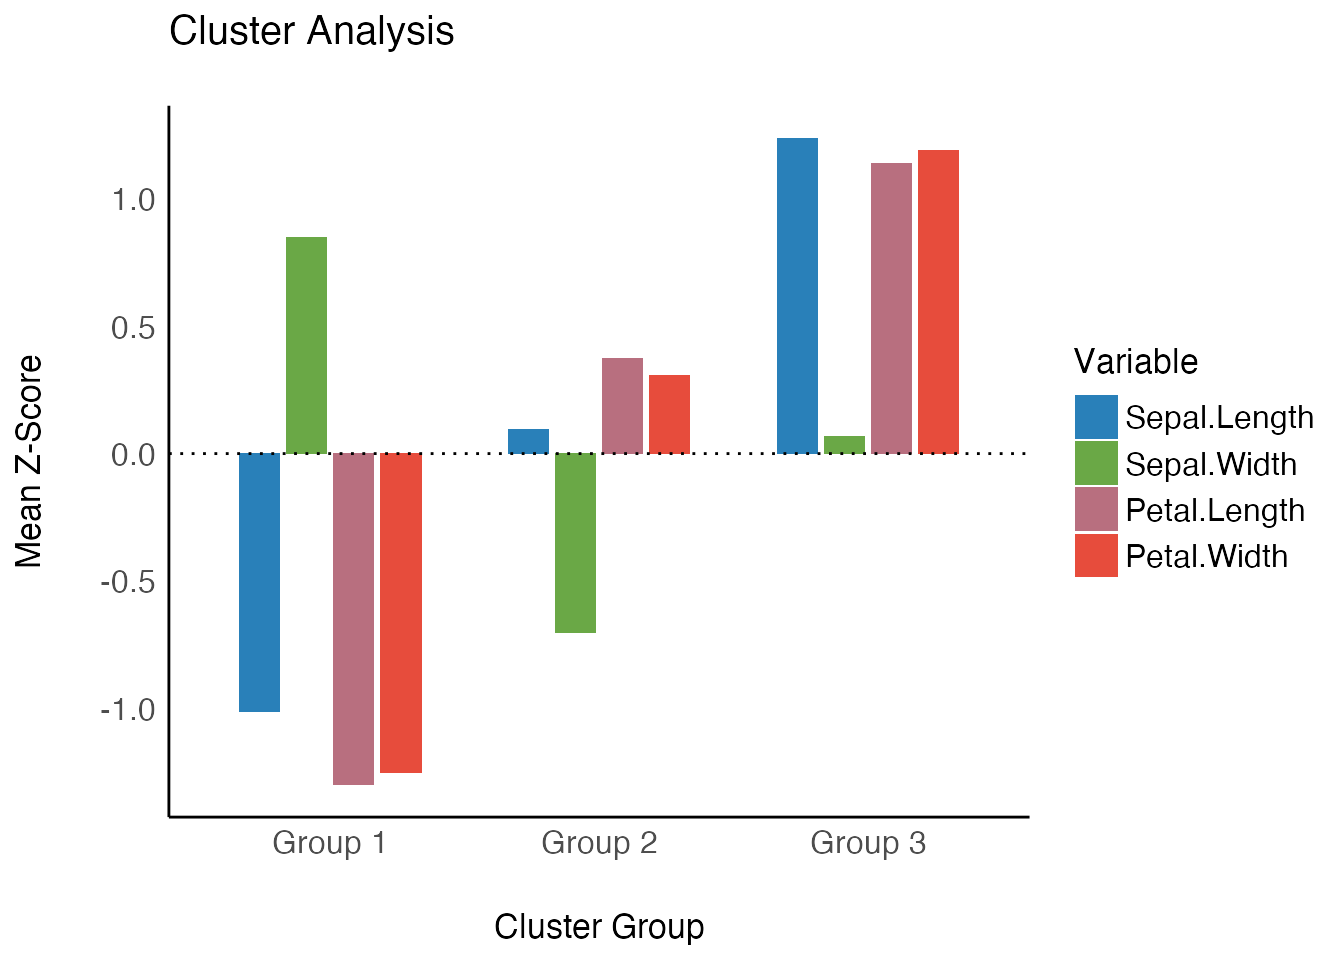 Cluster Analysis
1.0
0.5
0.0
-0.5
-1.0
Mean Z-Score
Group 1
Group 2
Group 3
Cluster Group
Variable
Sepal.Length
Sepal.Width
Petal.Length
Petal.Width